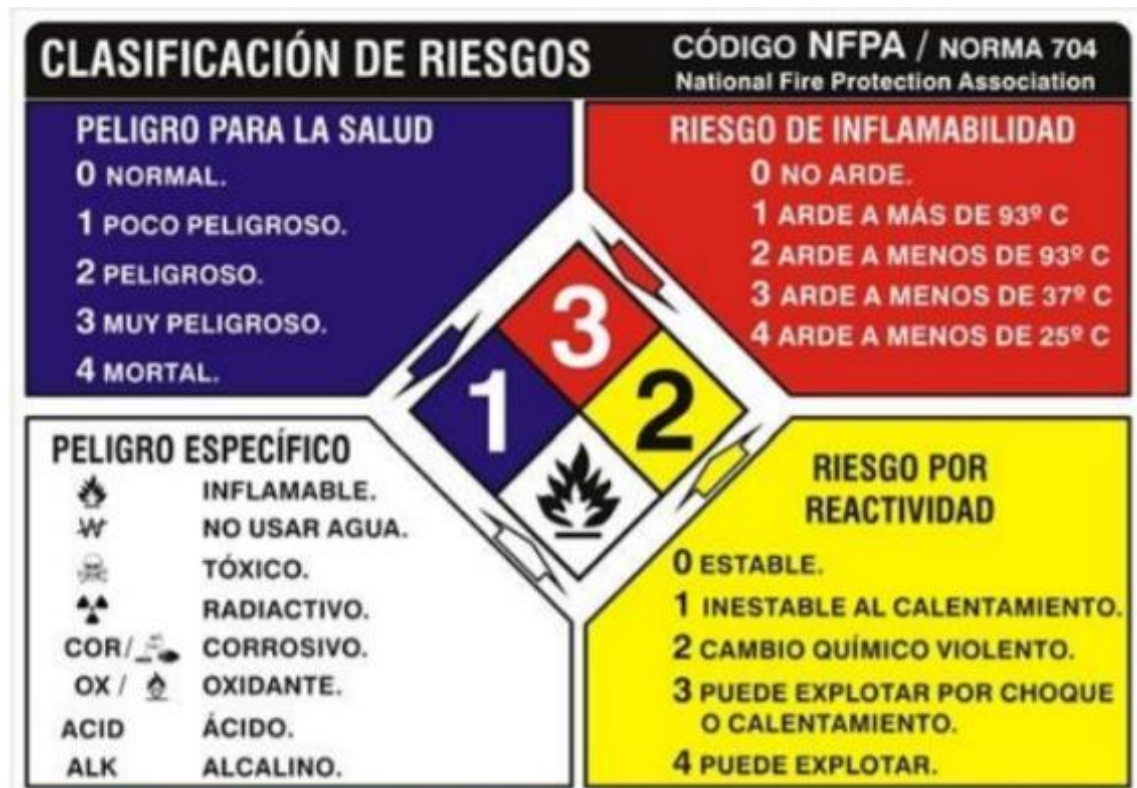 CLASIFICACIÓN DE RIESGOS
CÓDIGO NFPA / NORMA 704
National Fire Protection Association
PELIGRO PARA LA SALUD
0 NORMAL.
1 POCO PELIGROSO.
2 PELIGROSO.
3 MUY PELIGROSO.
4 MORTAL.
RIESGO DE INFLAMABILIDAD
0 NO ARDE.
1 ARDE A MÁS DE 93º C
2 ARDE A MENOS DE 93º C
3 ARDE A MENOS DE 37º C
4 ARDE A MENOS DE 25º C
3
1
2
PELIGRO ESPECÍFICO
INFLAMABLE.
W NO USAR AGUA.
TÓXICO.
RADIACTIVO.
COR/ CORROSIVO.
OX / OXIDANTE.
ACID ÁCIDO.
ALK ALCALINO.
RIESGO POR
REACTIVIDAD
0 ESTABLE.
1 INESTABLE AL CALENTAMIENTO.
2 CAMBIO QUÍMICO VIOLENTO.
3 PUEDE EXPLOTAR POR CHOQUE
O CALENTAMIENTO.
4 PUEDE EXPLOTAR.